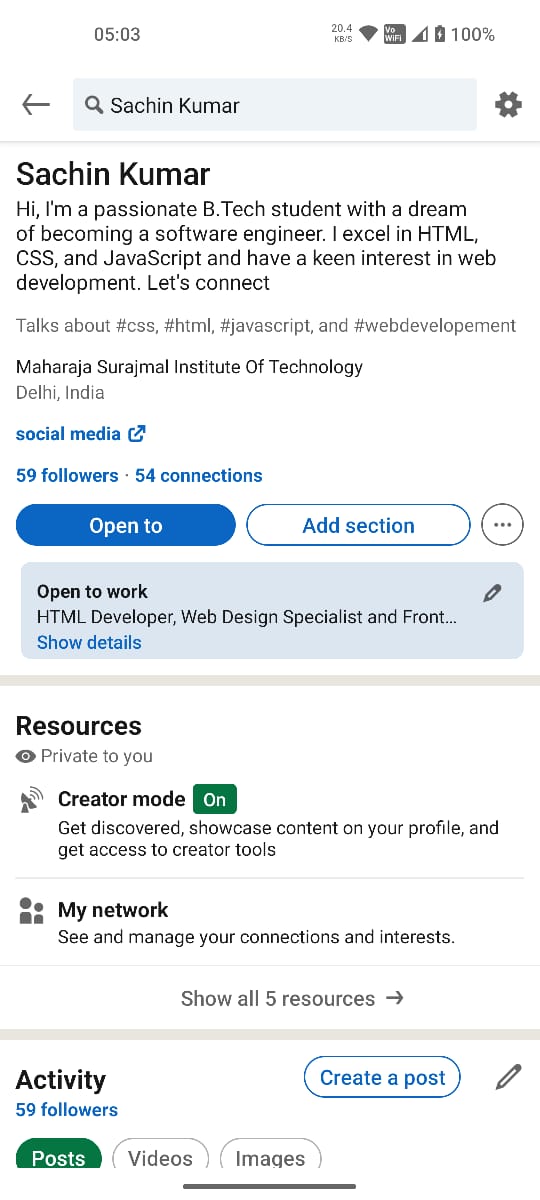 05:03
20.4
KB/S
Vo
WiFi
100%
Sachin Kumar
Sachin Kumar
Hi, I'm a passionate B.Tech student with a dream
of becoming a software engineer. I excel in HTML,
CSS, and JavaScript and have a keen interest in web
development. Let's connect
Talks about #css, #html, #javascript, and #webdevelopement
Maharaja Surajmal Institute Of Technology
Delhi, India
social media
59 followers · 54 connections
Open to
Add section
Open to work
HTML Developer, Web Design Specialist and Front...
Show details
Resources
Private to you
Creator mode On
Get discovered, showcase content on your profile, and
get access to creator tools
My network
See and manage your connections and interests.
Show all 5 resources →
Activity
Create a post
59 followers
Posts
Videos
Images